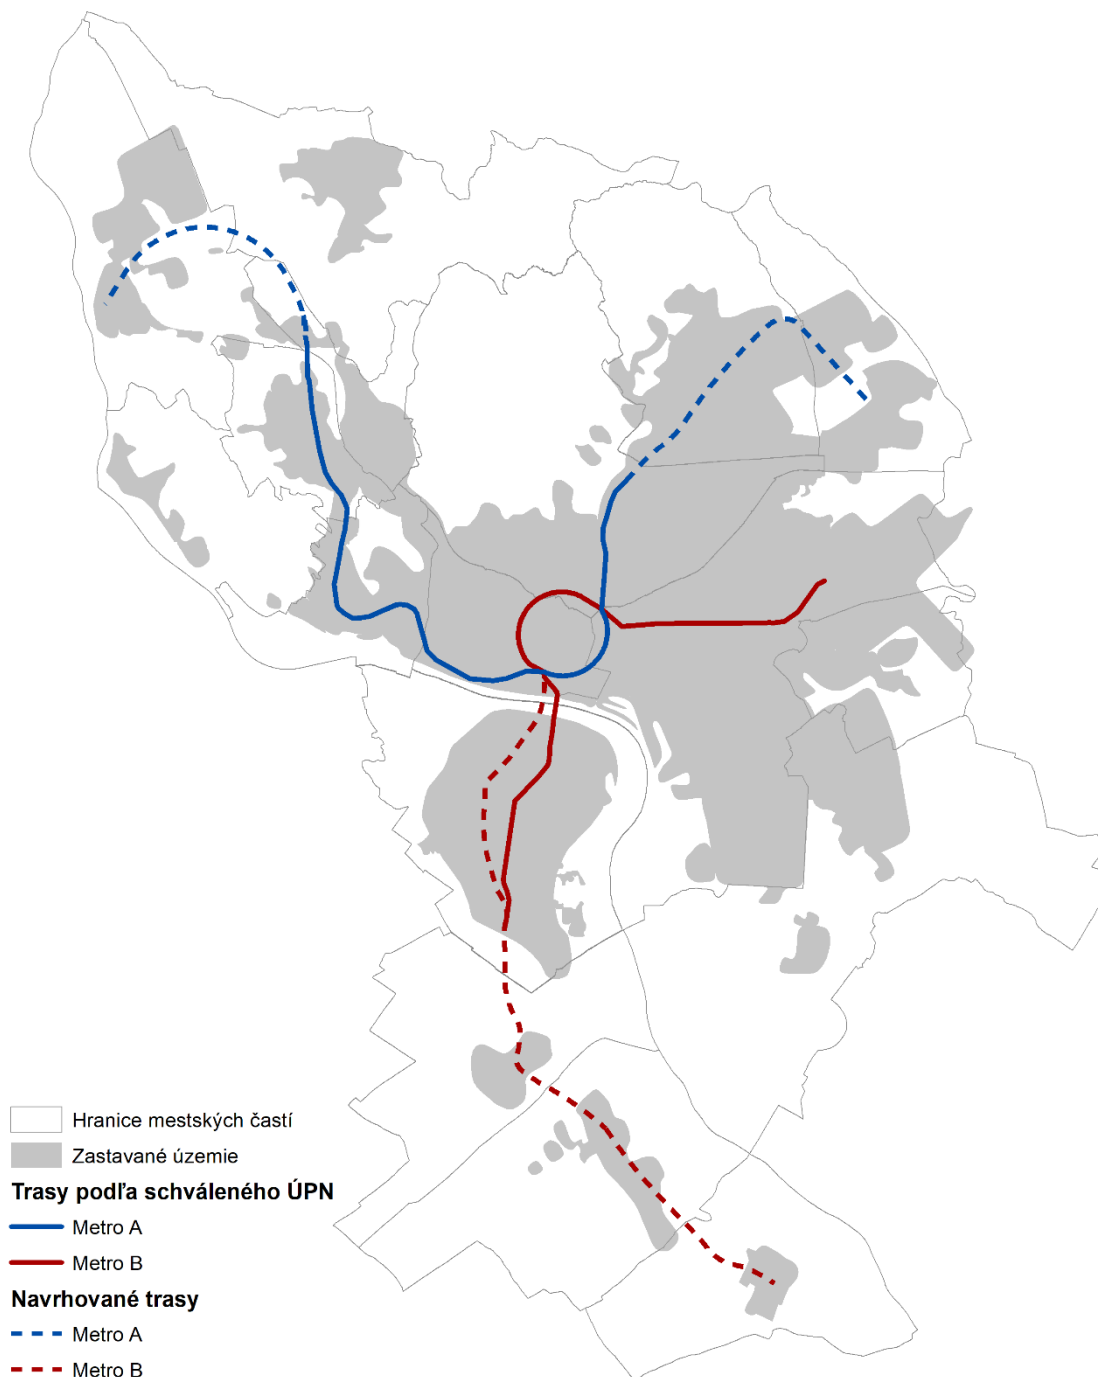 Hranice mestských častí
Zastavané územie
Trasy podľa schváleného ÚPN
Metro A
Metro B
Navrhované trasy
Metro A
Metro B